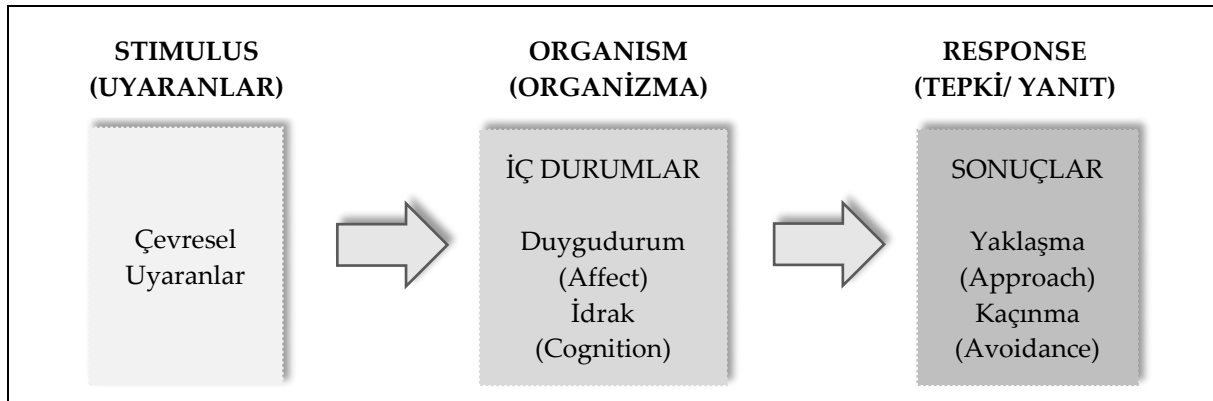 STIMULUS
(UYARANLAR)
Çevresel
Uyaranlar
ORGANISM
(ORGANİZMA)
İÇ DURUMLAR
Duygudurum
(Affect)
İdrak
(Cognition)
RESPONSE
(TEPKİ/ YANIT)
SONUÇLAR
Yaklaşma
(Approach)
Kaçınma
(Avoidance)